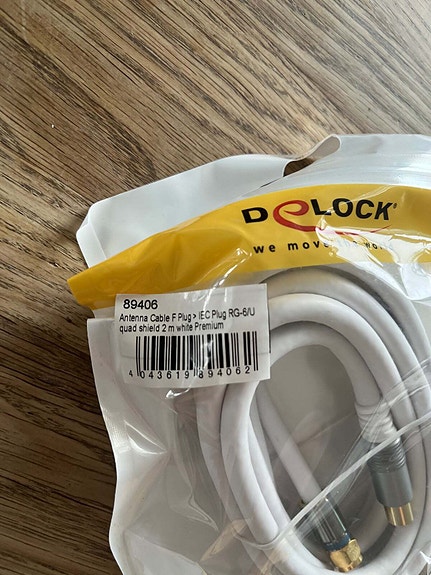 DeLOCK®
we move
89406
Antenna Cable F Plug > IEC Plug RG-6/U
quad shield 2 m white Premium
4 043619 894062